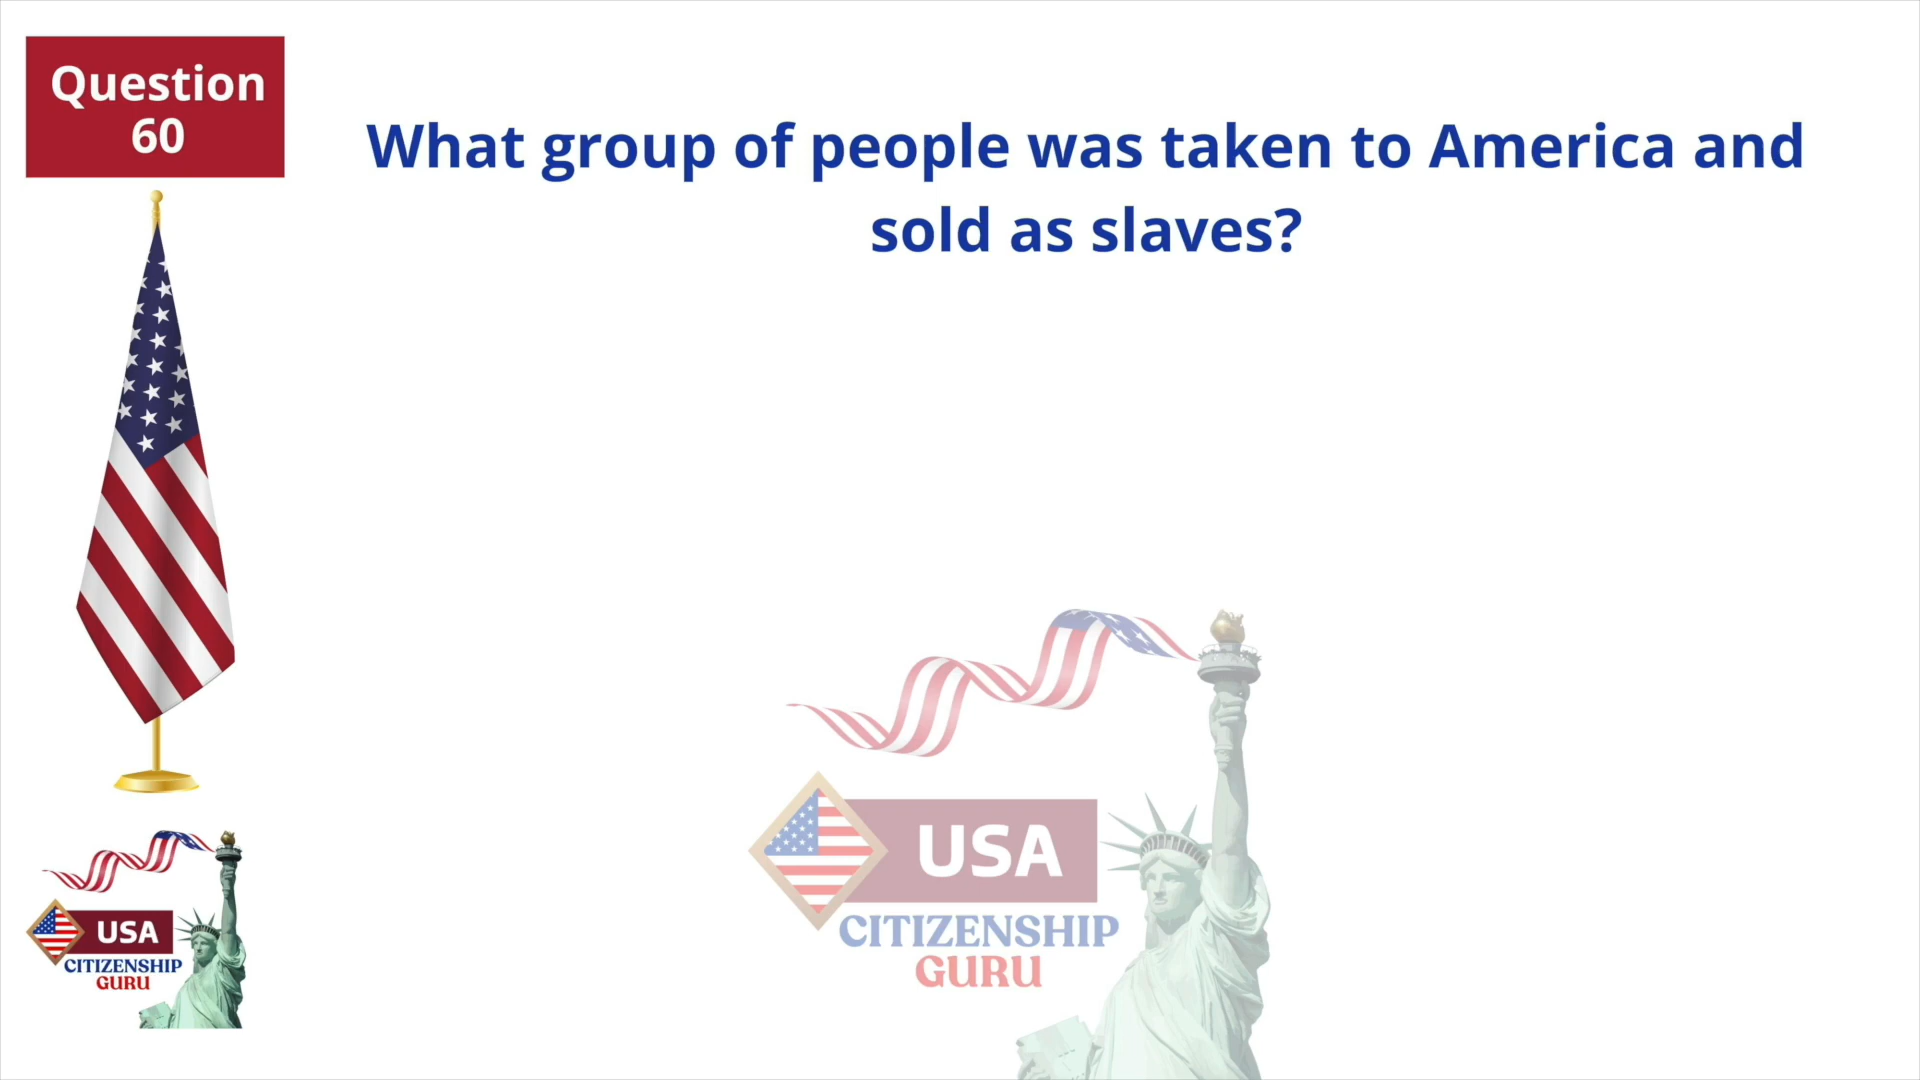 Question
60
What group of people was taken to America and
sold as slaves?
USA
CITIZENSHIP
GURU
USA
CITIZENSHIP
GURU